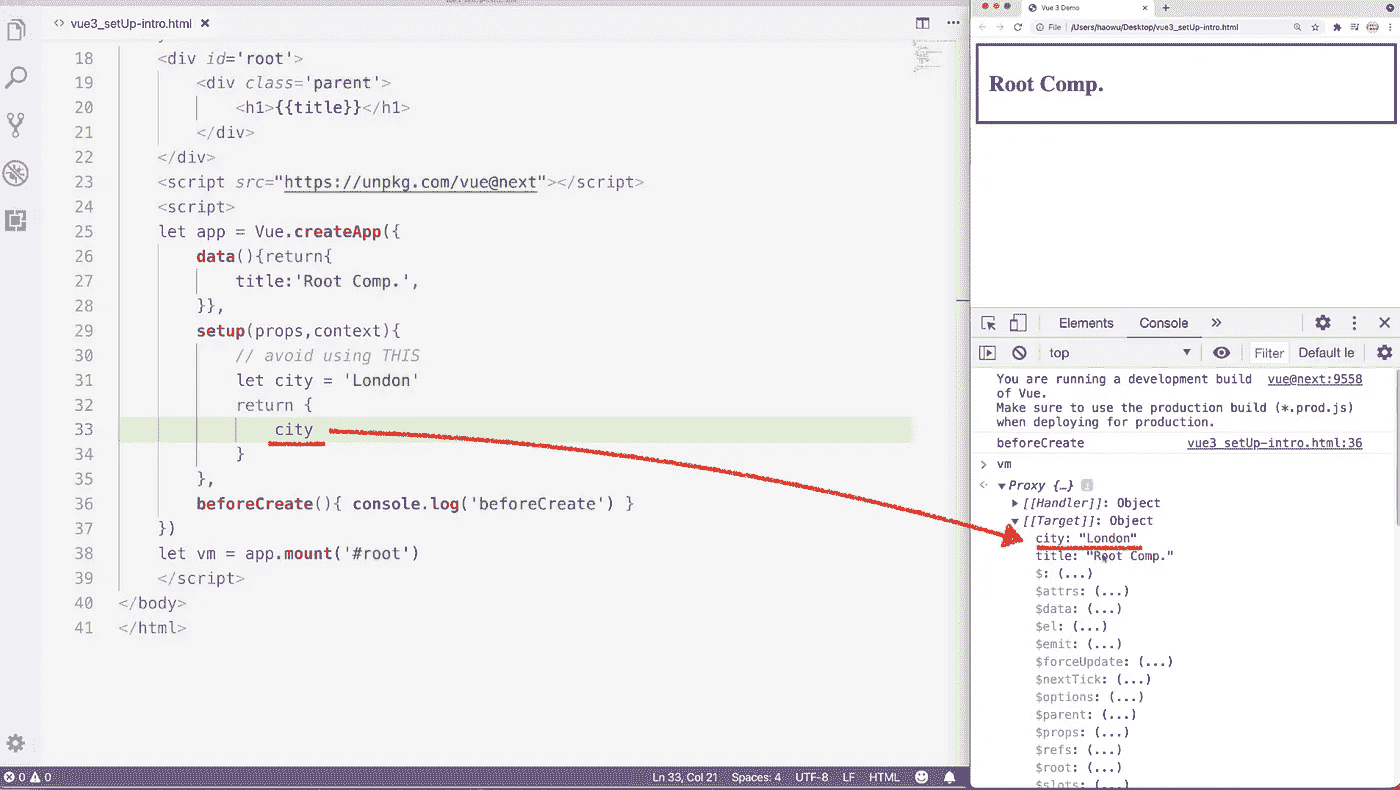 vue3_setUp-intro.html
18 <div id='root'>
19 <div class='parent'>
20 <h1>{{title}}</h1>
21 </div>
22 </div>
23 <script src="https://unpkg.com/vue@next"></script>
24 <script>
25 let app = Vue.createApp({
26 data(){return{
27 title:'Root Comp.',
28 }},
29 setup(props,context){
30 // avoid using THIS
31 let city = 'London'
32 return {
33 city
34 }
35 },
36 beforeCreate(){ console.log('beforeCreate') }
37 })
38 let vm = app.mount('#root')
39 </script>
40 </body>
41 </html>
0 0 Ln 33, Col 21 Spaces: 4 UTF-8 LF HTML
Vue 3 Demo
File /Users/haowu/Desktop/vue3_setUp-intro.html
Root Comp.
Elements Console
top Filter Default le
You are running a development build vue@next:9558
of Vue.
Make sure to use the production build (*.prod.js)
when deploying for production.
beforeCreate vue3 setUp-intro.html:36
vm
Proxy {…}
[[Handler]]: Object
[[Target]]: Object
city: "London"
title: "Root Comp."
$: (...)
$attrs: (...)
$data: (...)
$el: (...)
$emit: (...)
$forceUpdate: (...)
$nextTick: (...)
$options: (...)
$parent: (...)
$props: (...)
$refs: (...)
$root: (...)
$slots: (...)